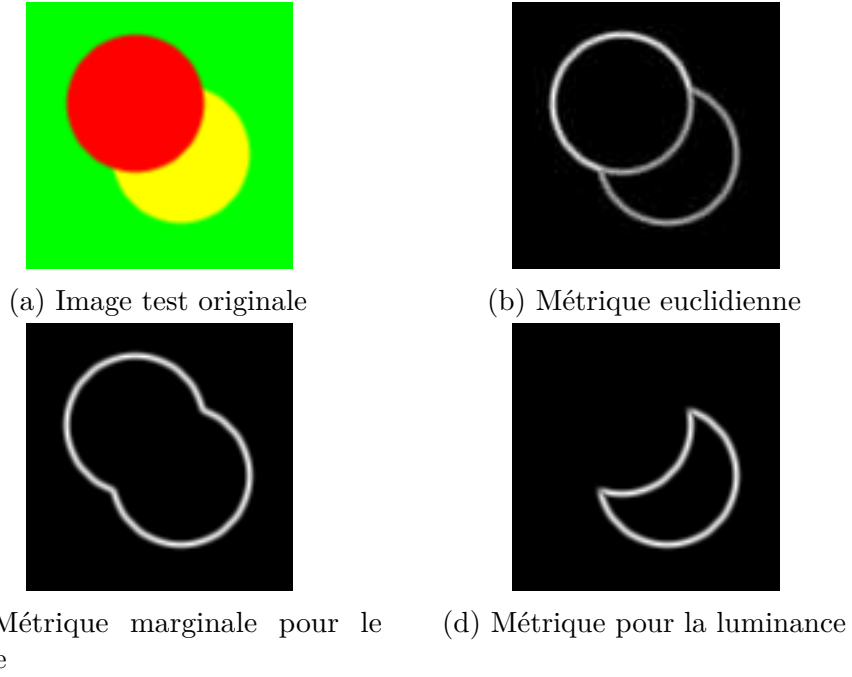 (a) Image test originale
(b) Métrique euclidienne
Métrique marginale pour le
(d) Métrique pour la luminance